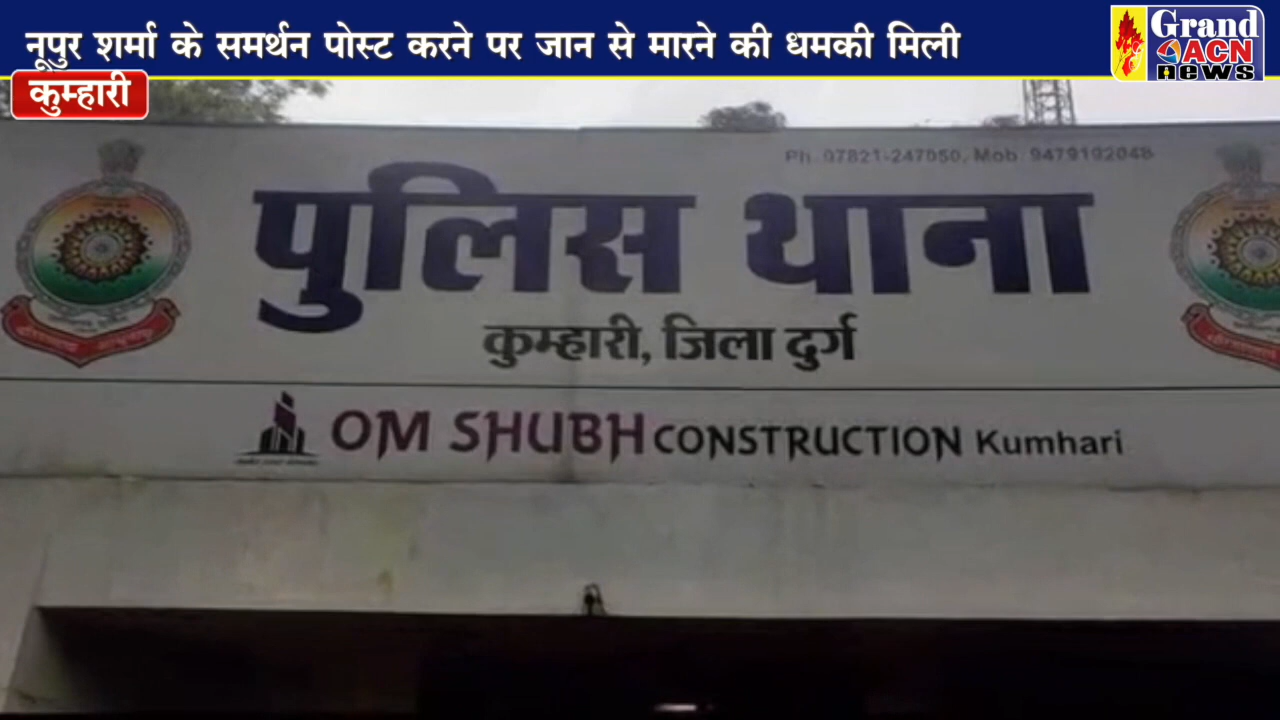 नूपुर शर्मा के समर्थन पोस्ट करने पर जान से मारने की धमकी मिली
Grand
ACN
news
कुम्हारी
Ph. 07821-247050, Mob. 9479192048
पुलिस थाना
कुम्हारी, जिला दुर्ग
OM SHUBH CONSTRUCTION Kumhari